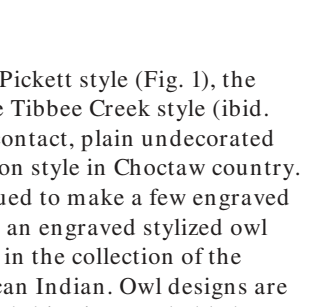 Pickett style (Fig. 1), the
Tibbee Creek style (ibid.
contact, plain undecorated
on style in Choctaw country.
ued to make a few engraved
an engraved stylized owl
in the collection of the
can Indian. Owl designs are